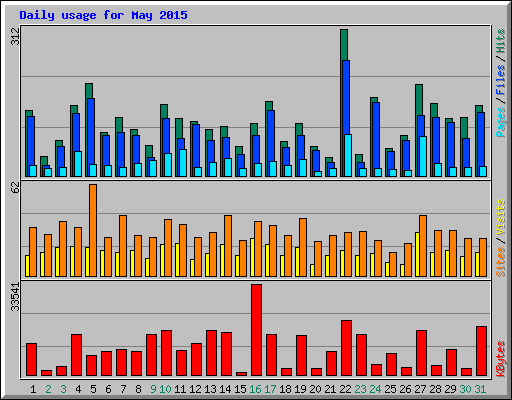 Daily usage for May 2015
312
Pages / Files / Hits
62
Sites / Visits
33541
KBytes
1 2 3 4 5 6 7 8 9 10 11 12 13 14 15 16 17 18 19 20 21 22 23 24 25 26 27 28 29 30 31